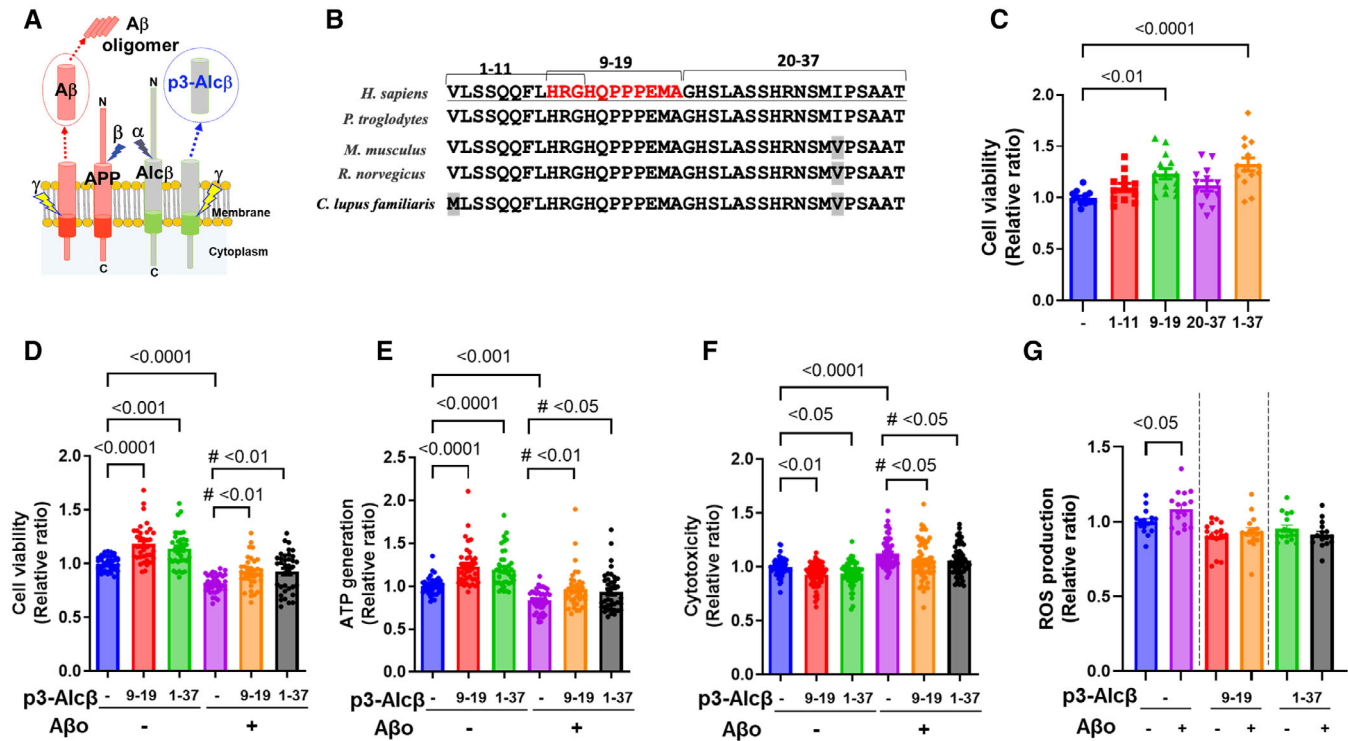 A
Aβ
oligomer
Aβ
p3-Alcβ
N
N
β
α
APP
Alcβ
γ
γ
Membrane
Cytoplasm
C
C
B
1-11
9-19
20-37
H. sapiens VLSSQQFLHRGHQPPPEMAGHSLASSHRNSMIPSAAT
P. troglodytes VLSSQQFLHRGHQPPPEMAGHSLASSHRNSMIPSAAT
M. musculus VLSSQQFLHRGHQPPPEMAGHSLASSHRNSMVPSAAT
R. norvegicus VLSSQQFLHRGHQPPPEMAGHSLASSHRNSMVPSAAT
C. lupus familiaris MLSSQQFLHRGHQPPPEMAGHSLASSHRNSMVPSAAT
C
<0.0001
<0.01
Cell viability
(Relative ratio)
2.0
1.5
1.0
0.5
0.0
- 1-11 9-19 20-37 1-37
D
<0.0001
<0.001
<0.0001
# <0.01
# <0.01
Cell viability
(Relative ratio)
2.0
1.5
1.0
0.5
0.0
p3-Alcβ - 9-19 1-37 - 9-19 1-37
Aβo - +
E
<0.001
<0.0001
# <0.05
<0.0001
# <0.01
ATP generation
(Relative ratio)
2.5
2.0
1.5
1.0
0.5
0.0
p3-Alcβ - 9-19 1-37 - 9-19 1-37
Aβo - +
F
<0.0001
<0.05
# <0.05
<0.01
# <0.05
Cytotoxicity
(Relative ratio)
2.0
1.5
1.0
0.5
0.0
p3-Alcβ - 9-19 1-37 - 9-19 1-37
Aβo - +
G
<0.05
ROS production
(Relative ratio)
1.5
1.0
0.5
0.0
p3-Alcβ - 9-19 1-37
Aβo - + - + - +